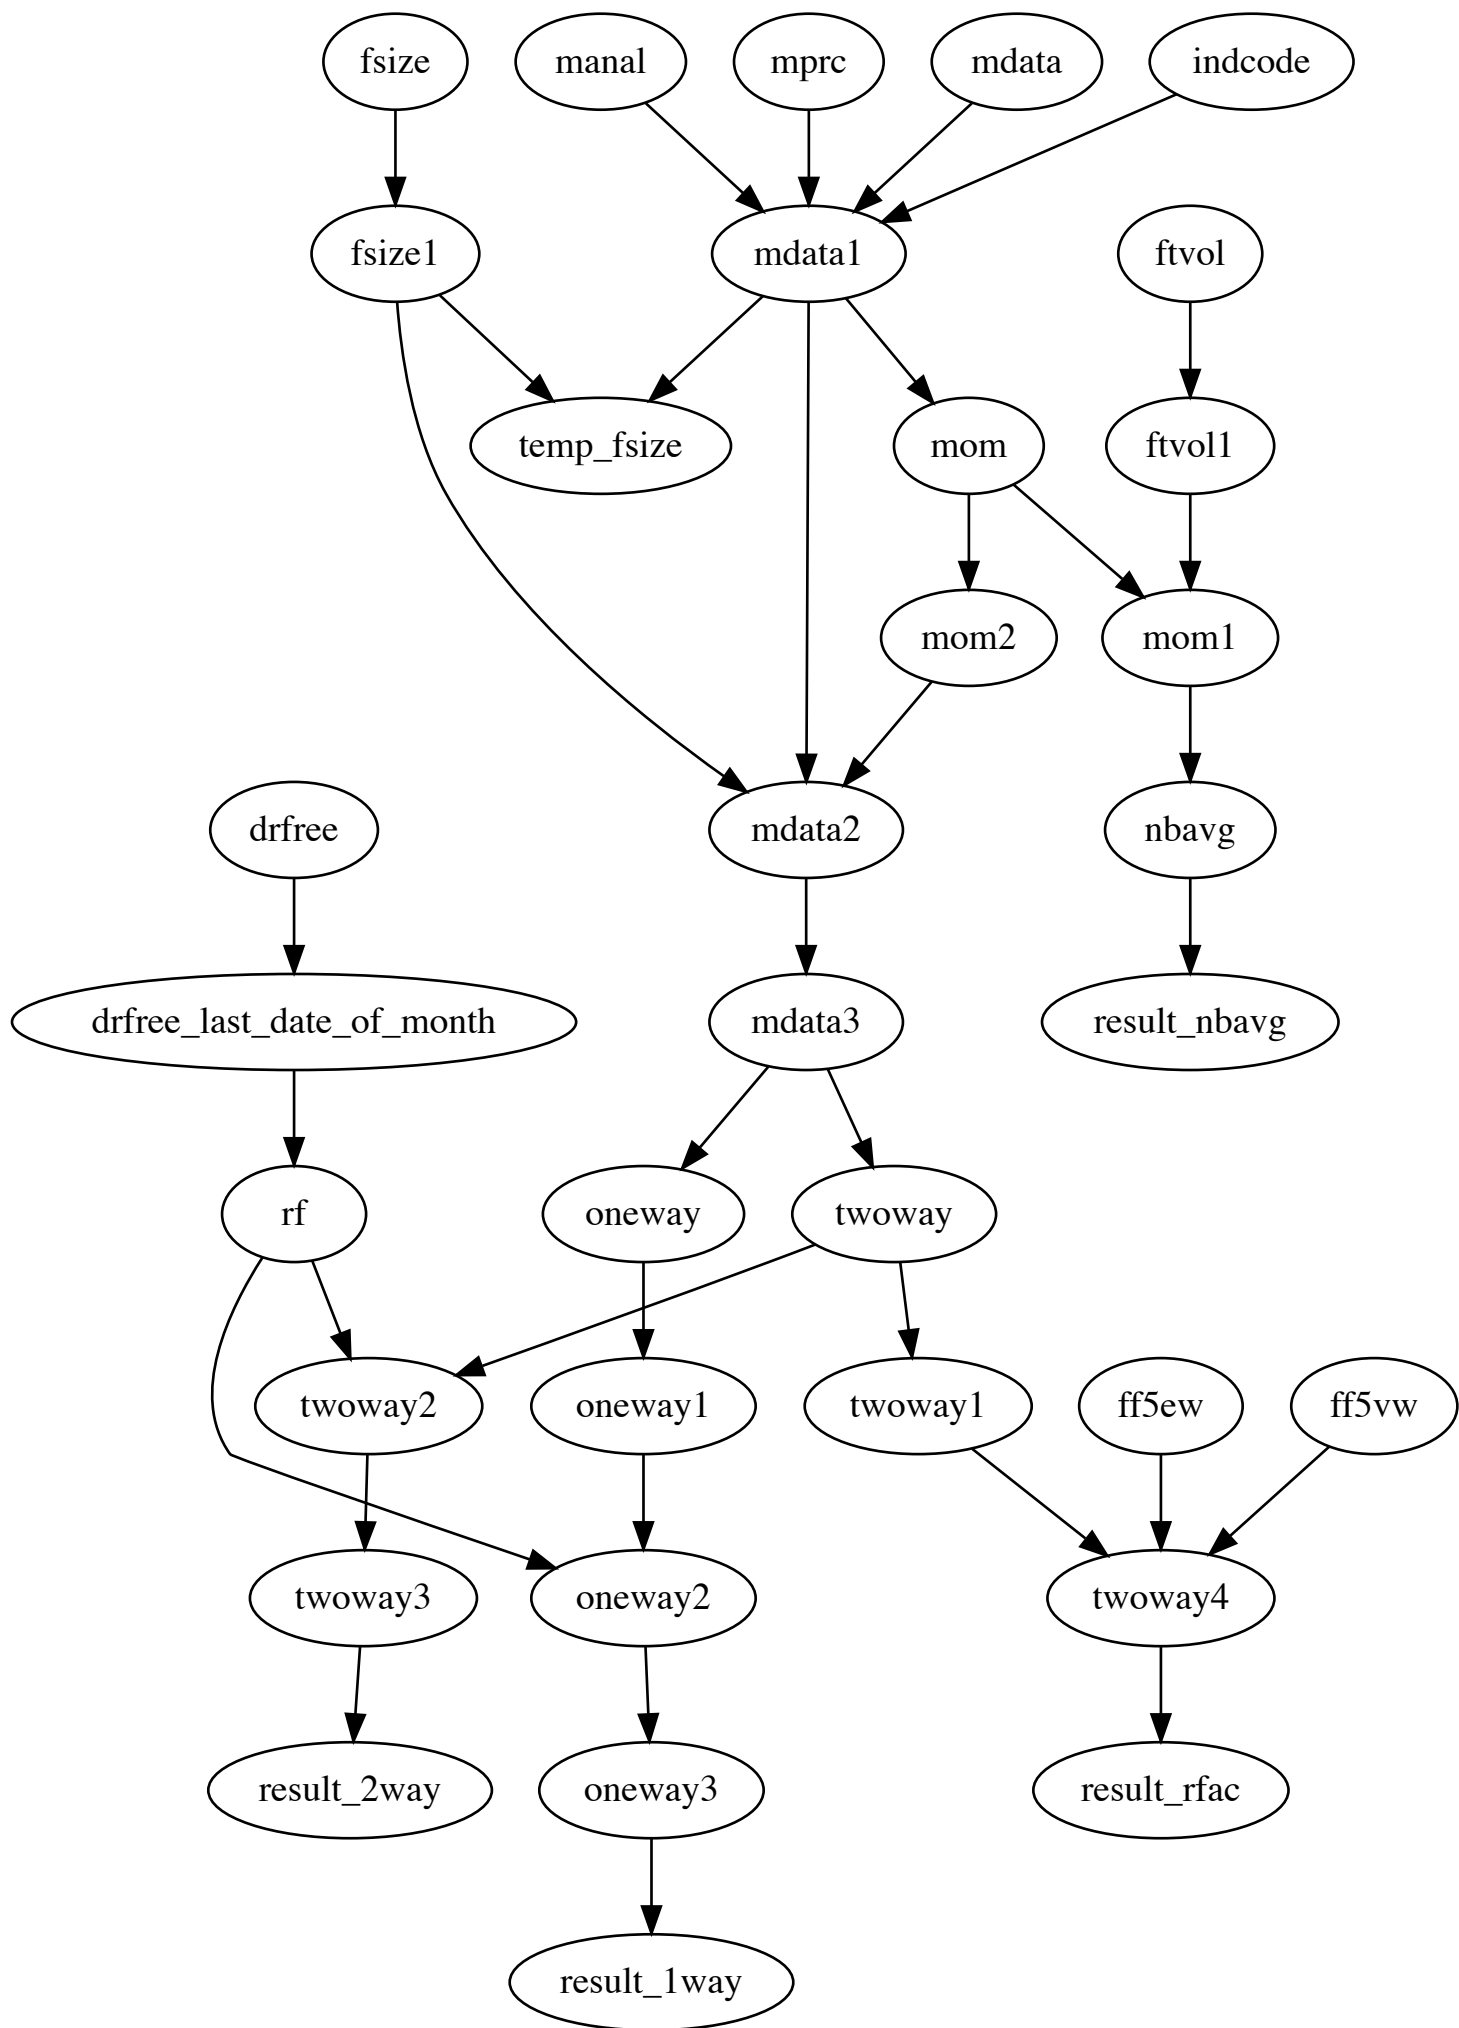 fsize
manal
mprc
mdata
indcode
fsize1
mdata1
ftvol
temp_fsize
mom
ftvol1
mom2
mom1
drfree
mdata2
nbavg
drfree_last_date_of_month
mdata3
result_nbavg
rf
oneway
twoway
twoway2
oneway1
twoway1
ff5ew
ff5vw
twoway3
oneway2
twoway4
result_2way
oneway3
result_rfac
result_1way